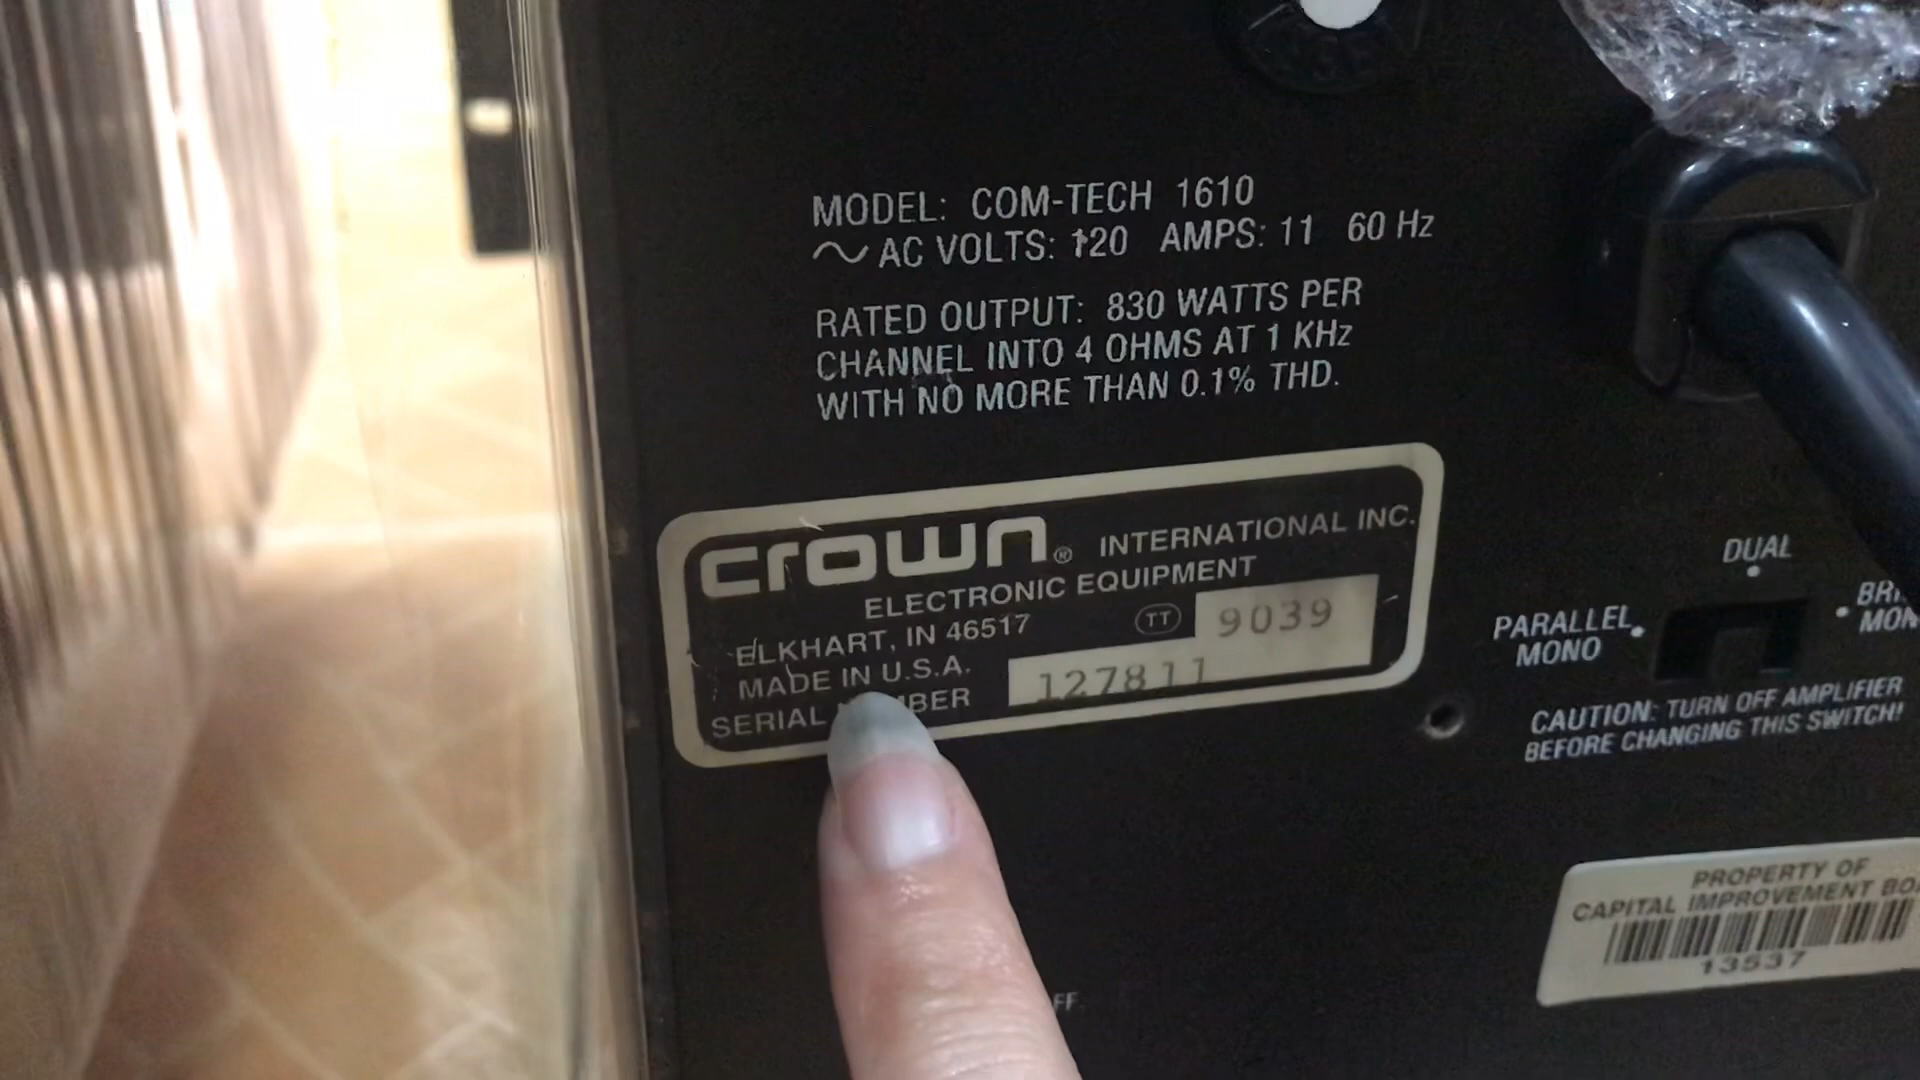 MODEL: COM-TECH 1610
AC VOLTS: 120 AMPS: 11 60 Hz
RATED OUTPUT: 830 WATTS PER
CHANNEL INTO 4 OHMS AT 1 KHz
WITH NO MORE THAN 0.1% THD.
crown® INTERNATIONAL INC.
ELECTRONIC EQUIPMENT
ELKHART, IN 46517
TT 9039
MADE IN U.S.A.
127811
SERIAL
DUAL
PARALLEL
MONO
CAUTION: TURN OFF AMPLIFIER
BEFORE CHANGING THIS SWITCH!
PROPERTY OF
CAPITAL IMPROVEMENT
13537